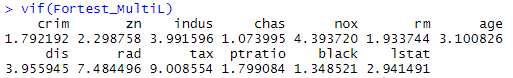 > vif(Fortest_MultiL)
crim zn indus chas nox rm age
1.792192 2.298758 3.991596 1.073995 4.393720 1.933744 3.100826
dis rad tax ptratio black lstat
3.955945 7.484496 9.008554 1.799084 1.348521 2.941491